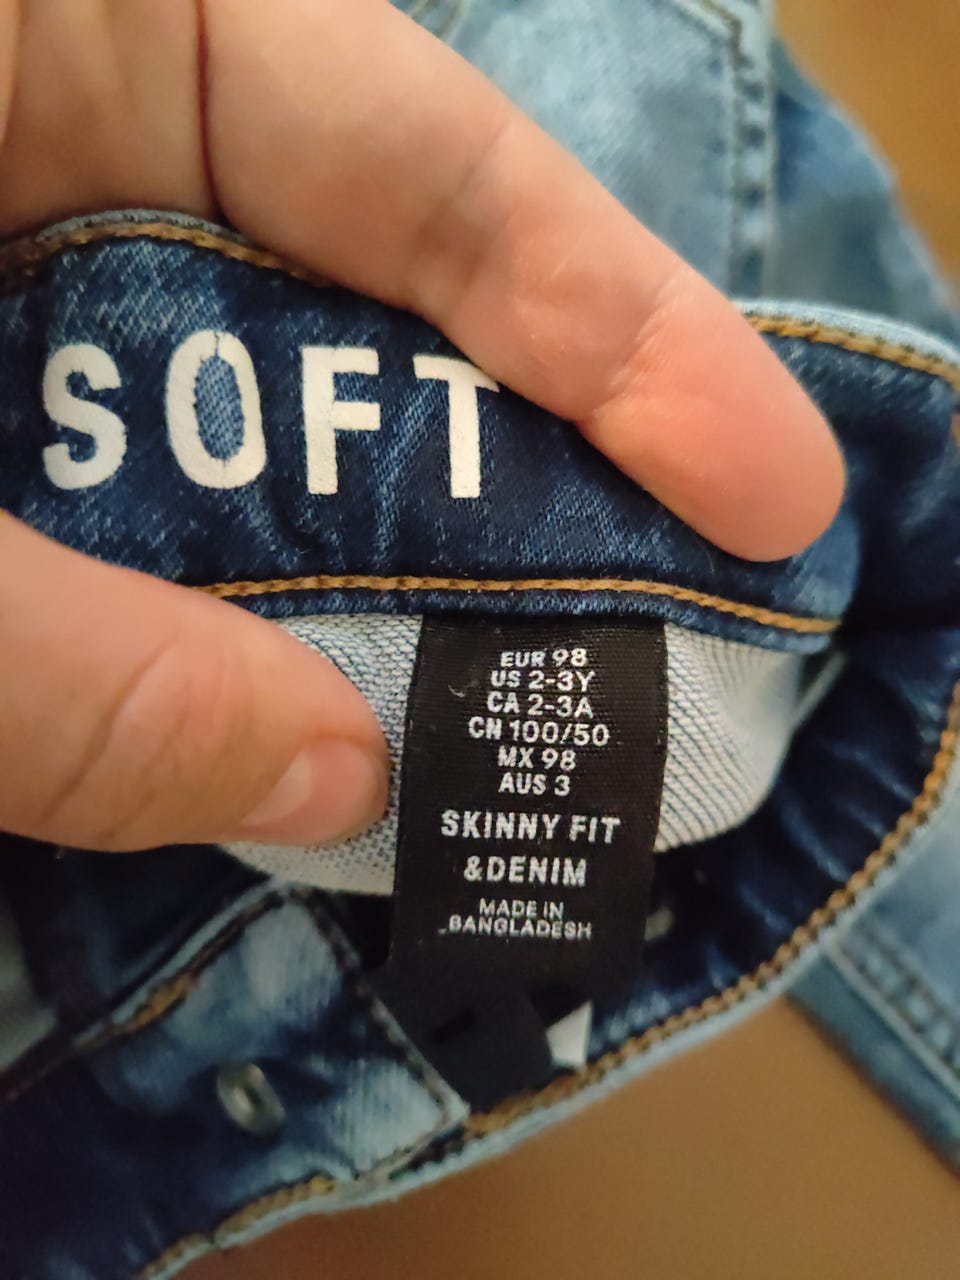 SOFT
EUR 98
US 2-3Y
CA 2-3A
CN 100/50
MX 98
AUS 3
SKINNY FIT
&DENIM
MADE IN
BANGLADESH